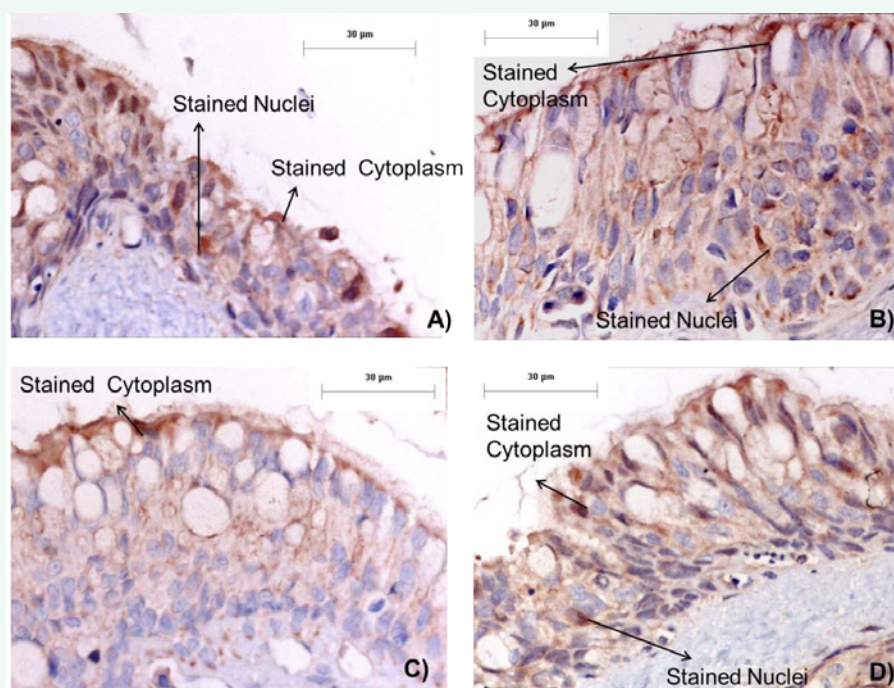 30 µm
Stained Nuclei
Stained Cytoplasm
A)
30 µm
Stained
Cytoplasm
Stained Nuclei
B)
30 µm
Stained Cytoplasm
C)
30 µm
Stained
Cytoplasm
Stained Nuclei
D)